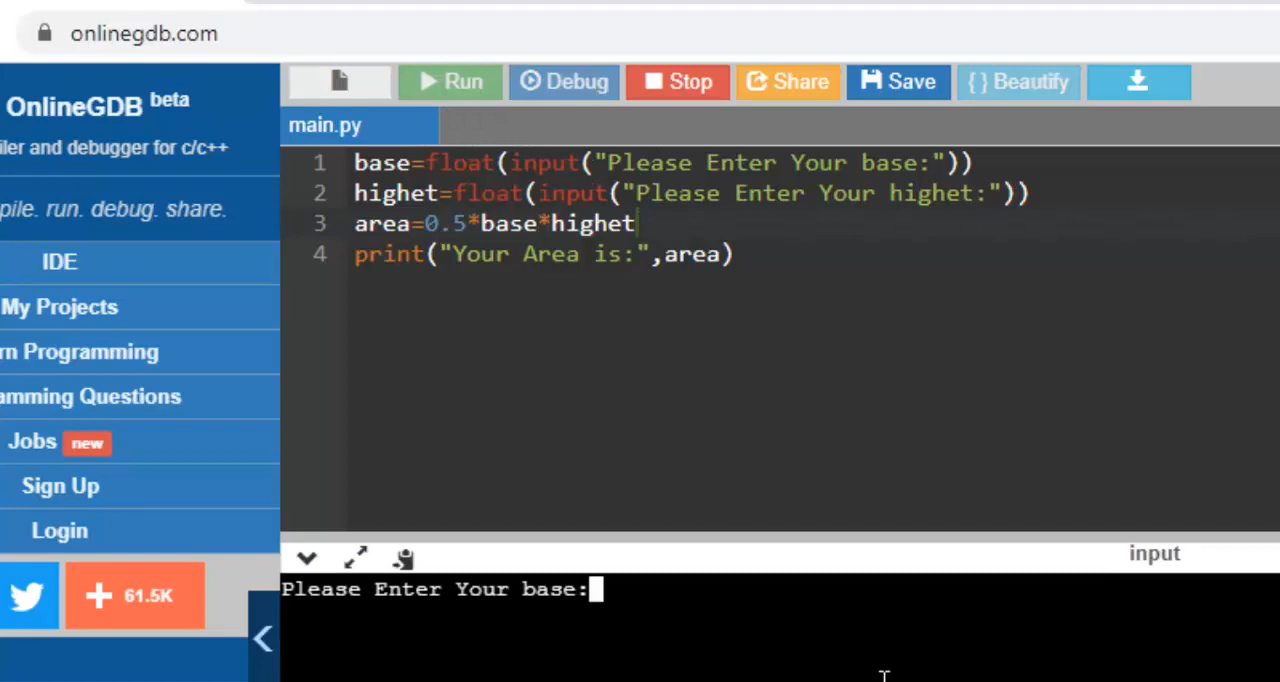 onlinegdb.com
OnlineGDB beta
iler and debugger for c/c++
pile. run. debug. share.
IDE
My Projects
rn Programming
amming Questions
Jobs new
Sign Up
Login
61.5K
Run Debug Stop Share Save {} Beautify
main.py
1 base=float(input("Please Enter Your base:"))
2 highet=float(input("Please Enter Your highet:"))
3 area=0.5*base*highet
4 print("Your Area is:",area)
input
Please Enter Your base: